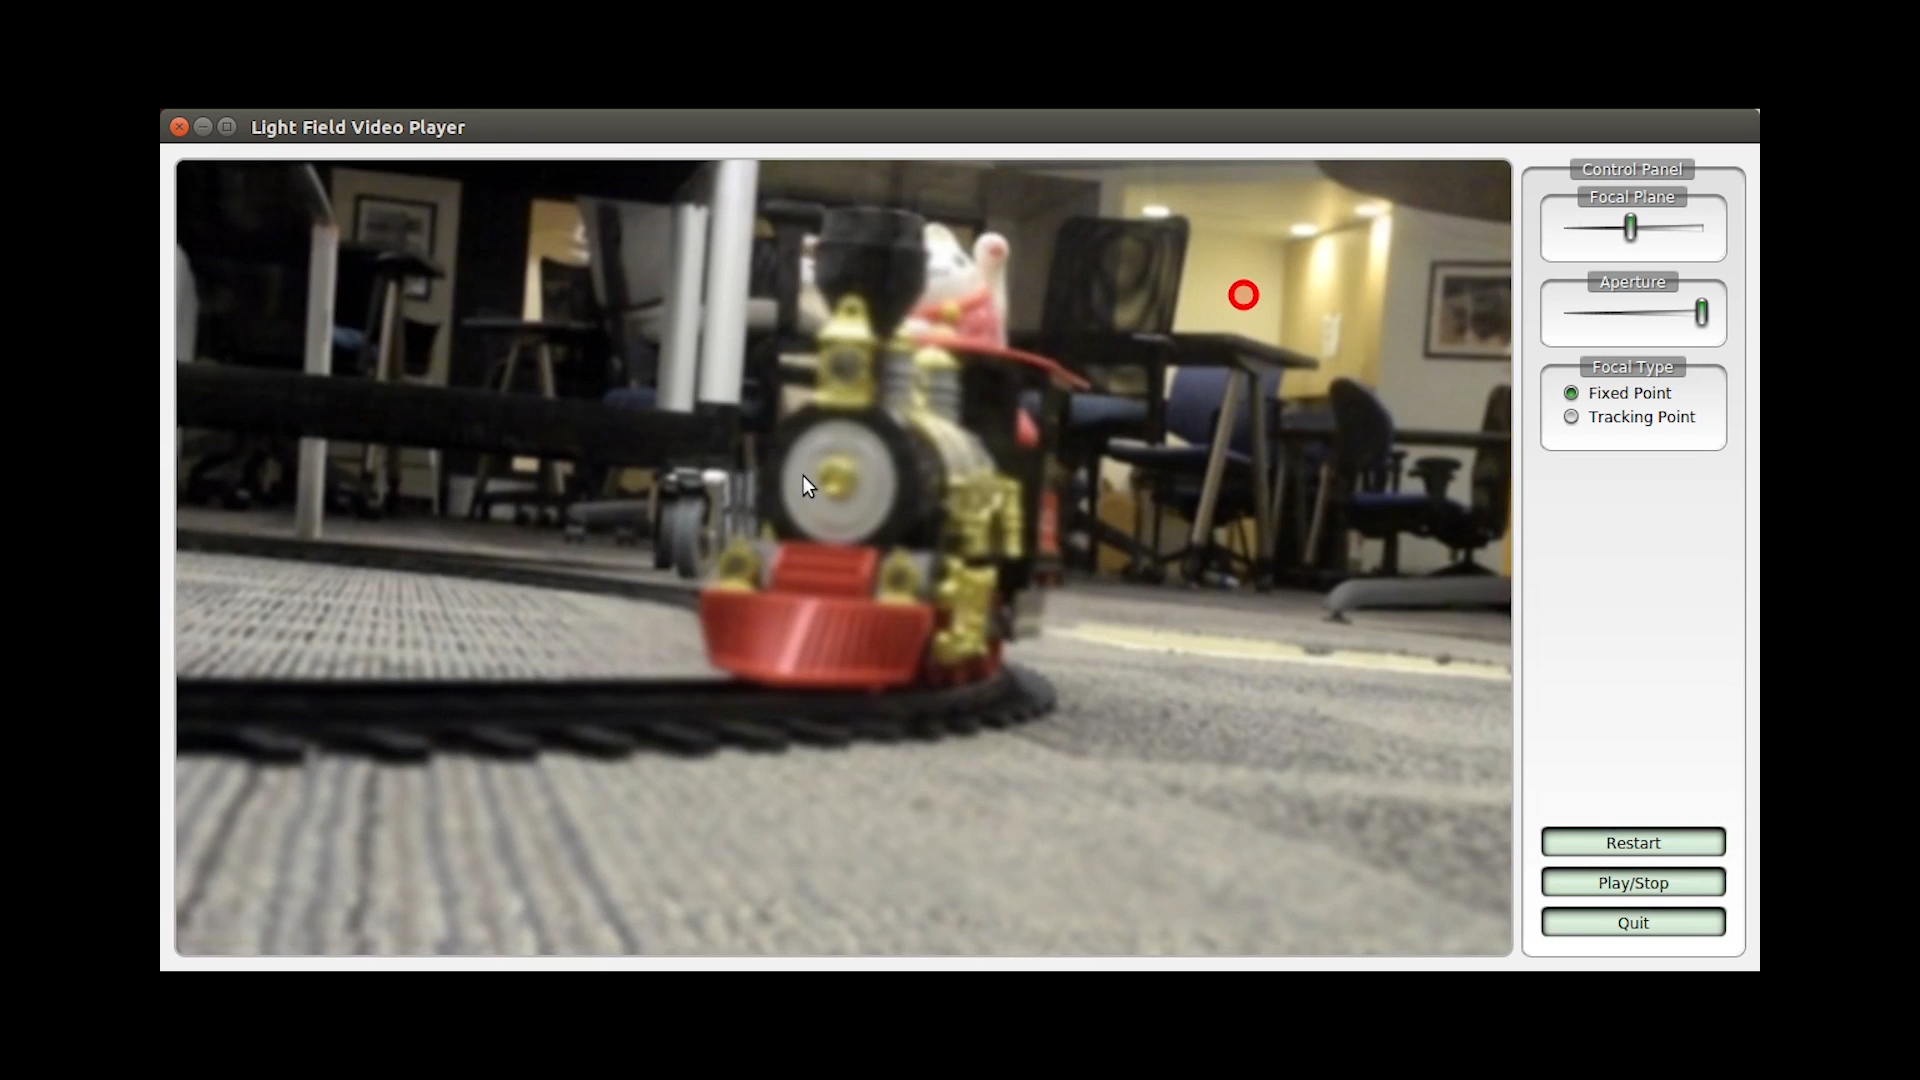 Light Field Video Player
Control Panel
Focal Plane
Aperture
Focal Type
Fixed Point
Tracking Point
Restart
Play/Stop
Quit